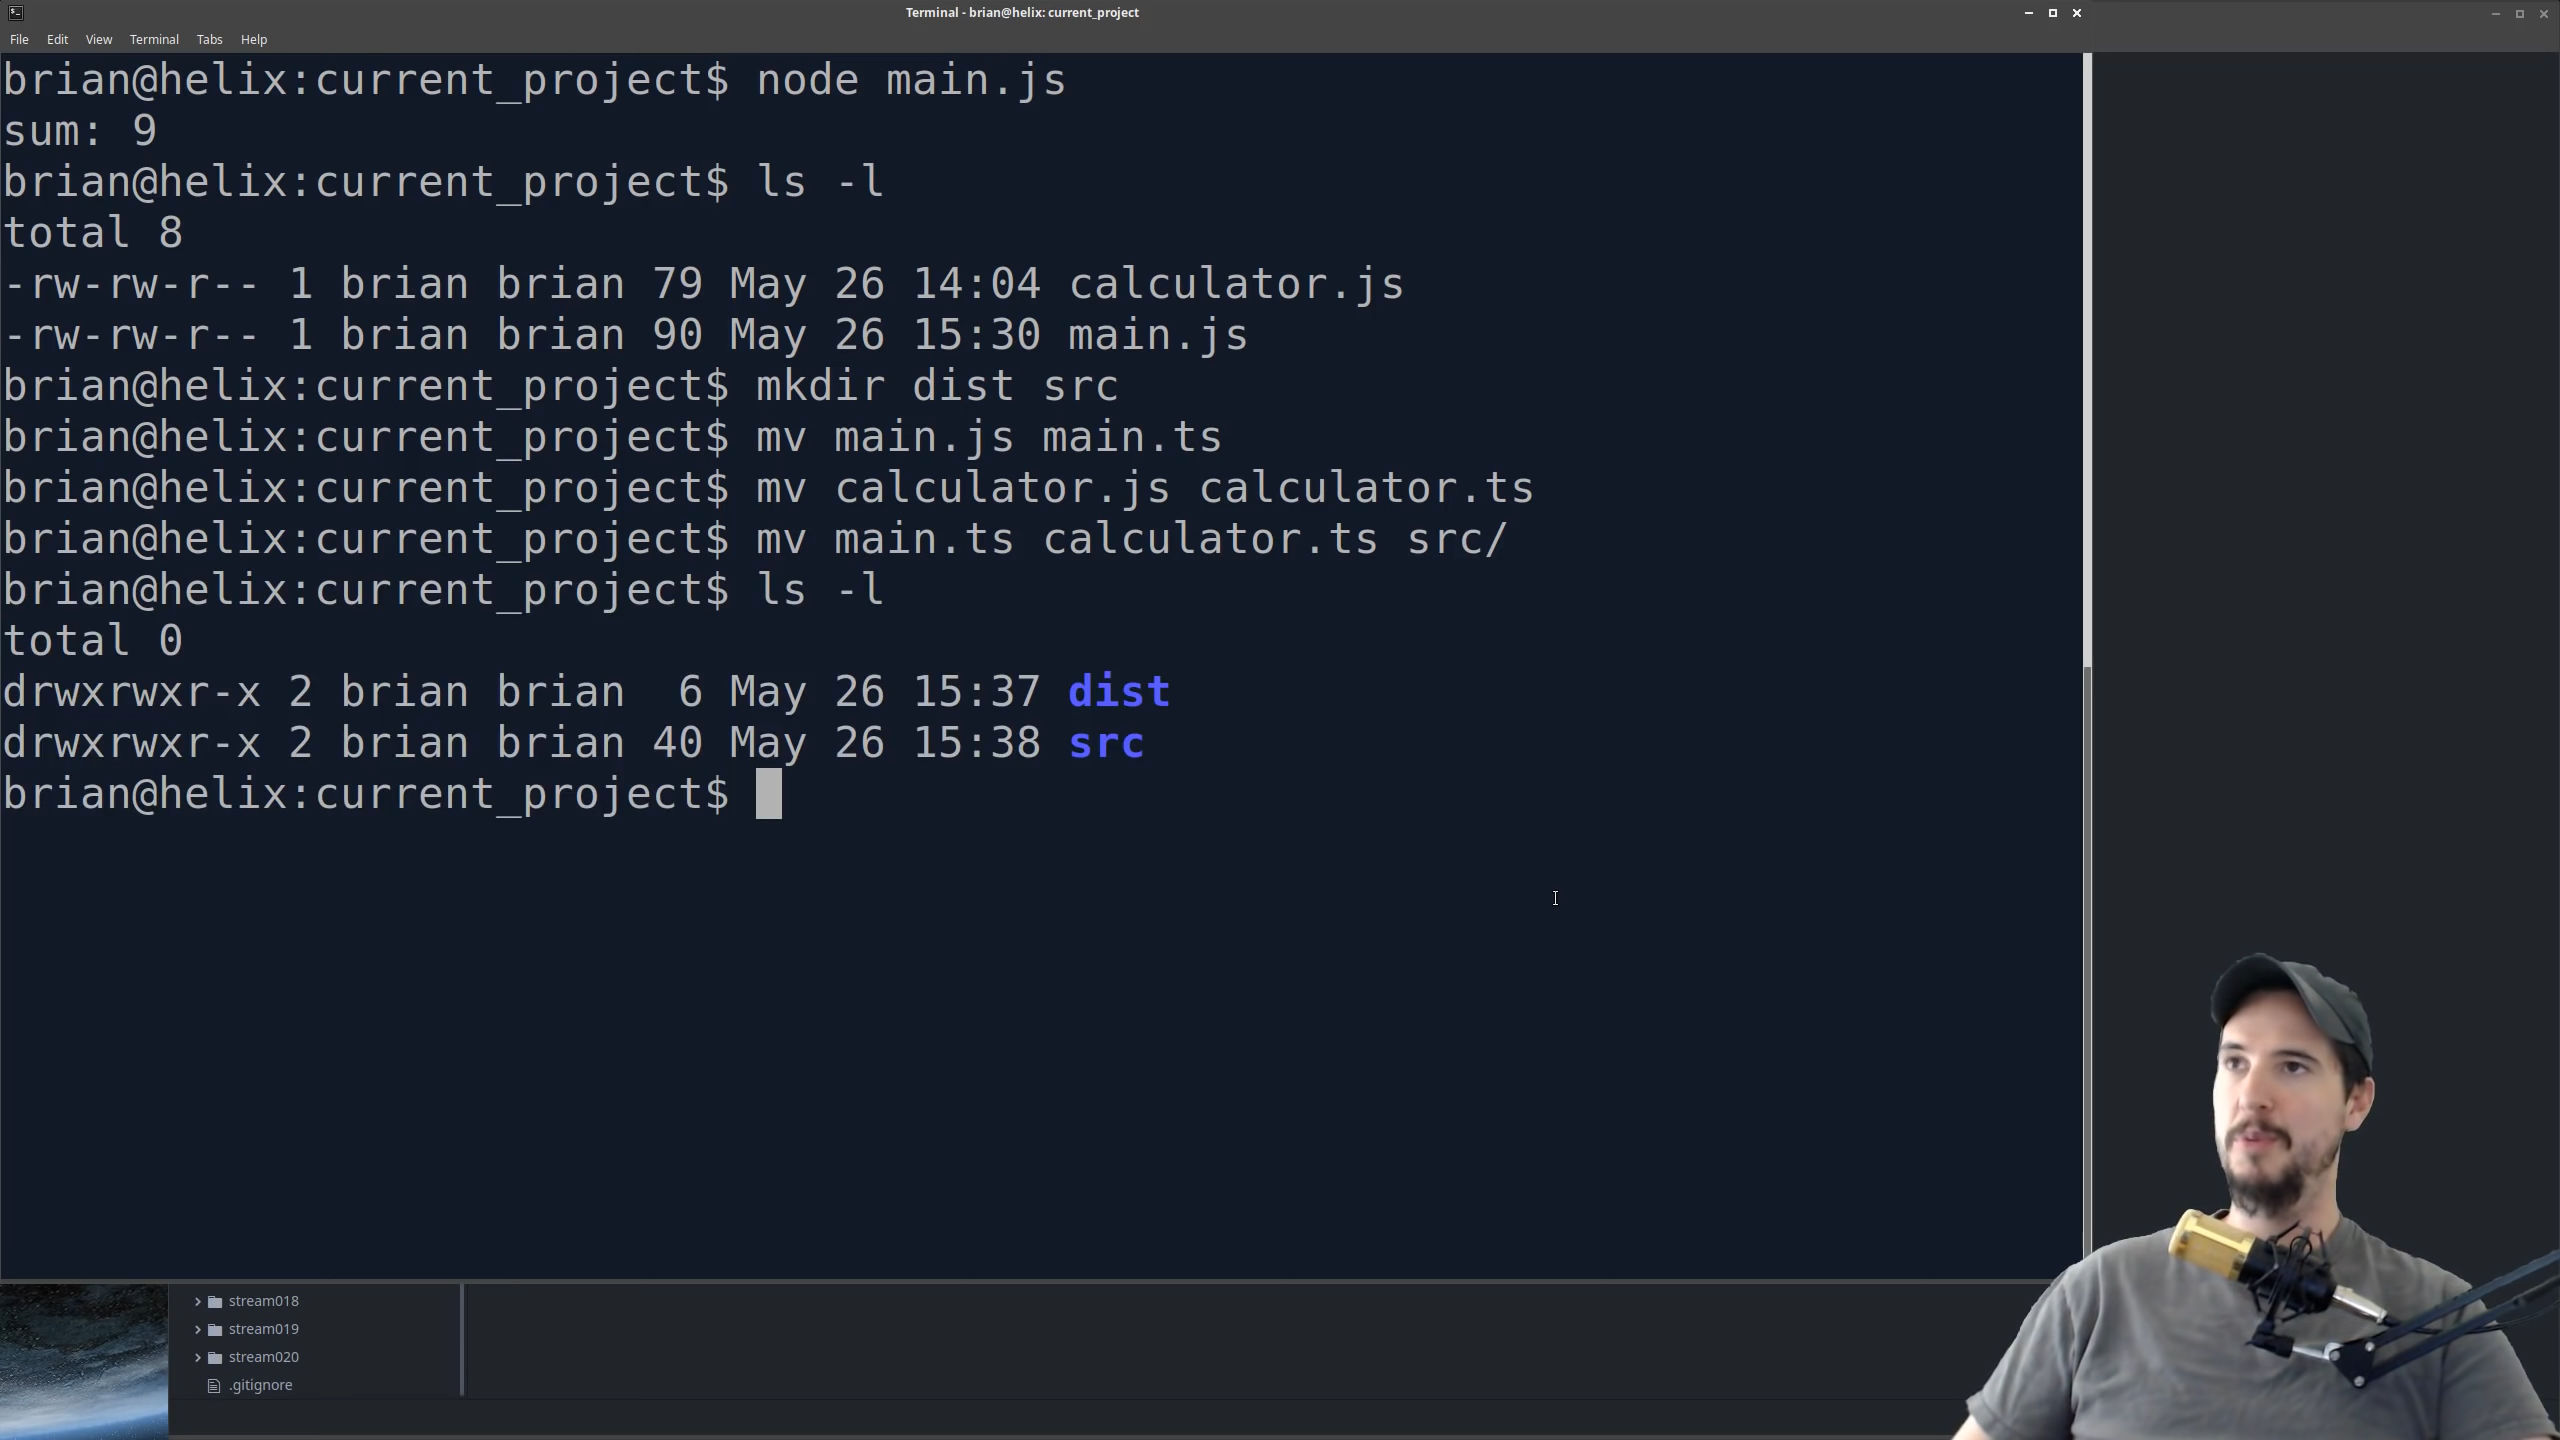 Terminal - brian@helix: current_project
File Edit View Terminal Tabs Help
brian@helix:current_project$ node main.js
sum: 9
brian@helix:current_project$ ls -l
total 8
-rw-rw-r-- 1 brian brian 79 May 26 14:04 calculator.js
-rw-rw-r-- 1 brian brian 90 May 26 15:30 main.js
brian@helix:current_project$ mkdir dist src
brian@helix:current_project$ mv main.js main.ts
brian@helix:current_project$ mv calculator.js calculator.ts
brian@helix:current_project$ mv main.ts calculator.ts src/
brian@helix:current_project$ ls -l
total 0
drwxrwxr-x 2 brian brian  6 May 26 15:37 dist
drwxrwxr-x 2 brian brian 40 May 26 15:38 src
brian@helix:current_project$
stream018
stream019
stream020
.gitignore